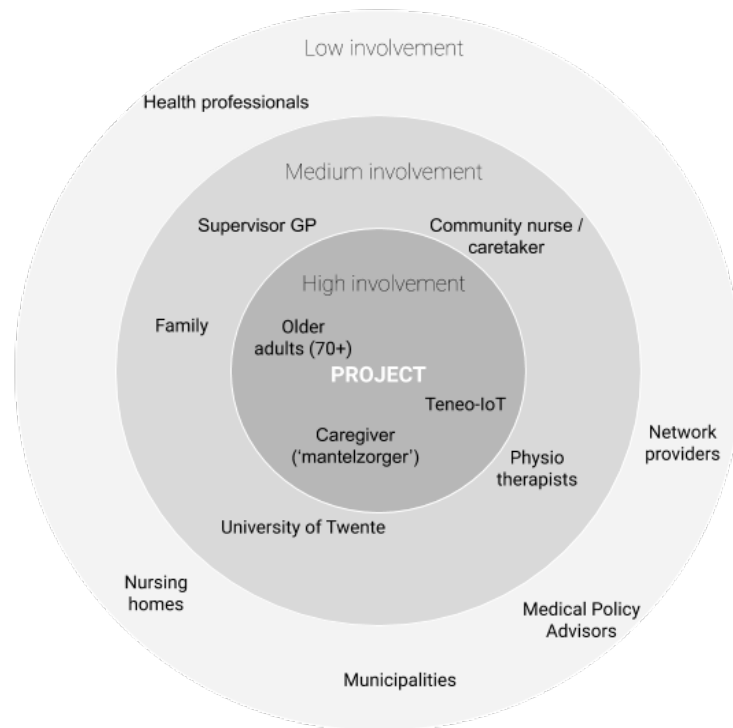 Low involvement
Health professionals
Medium involvement
Supervisor GP
Community nurse /
caretaker
High involvement
Family
Older
adults (70+)
PROJECT
Teneo-IoT
Caregiver
(‘mantelzorger’)
Network
providers
Physio
therapists
University of Twente
Nursing
homes
Medical Policy
Advisors
Municipalities